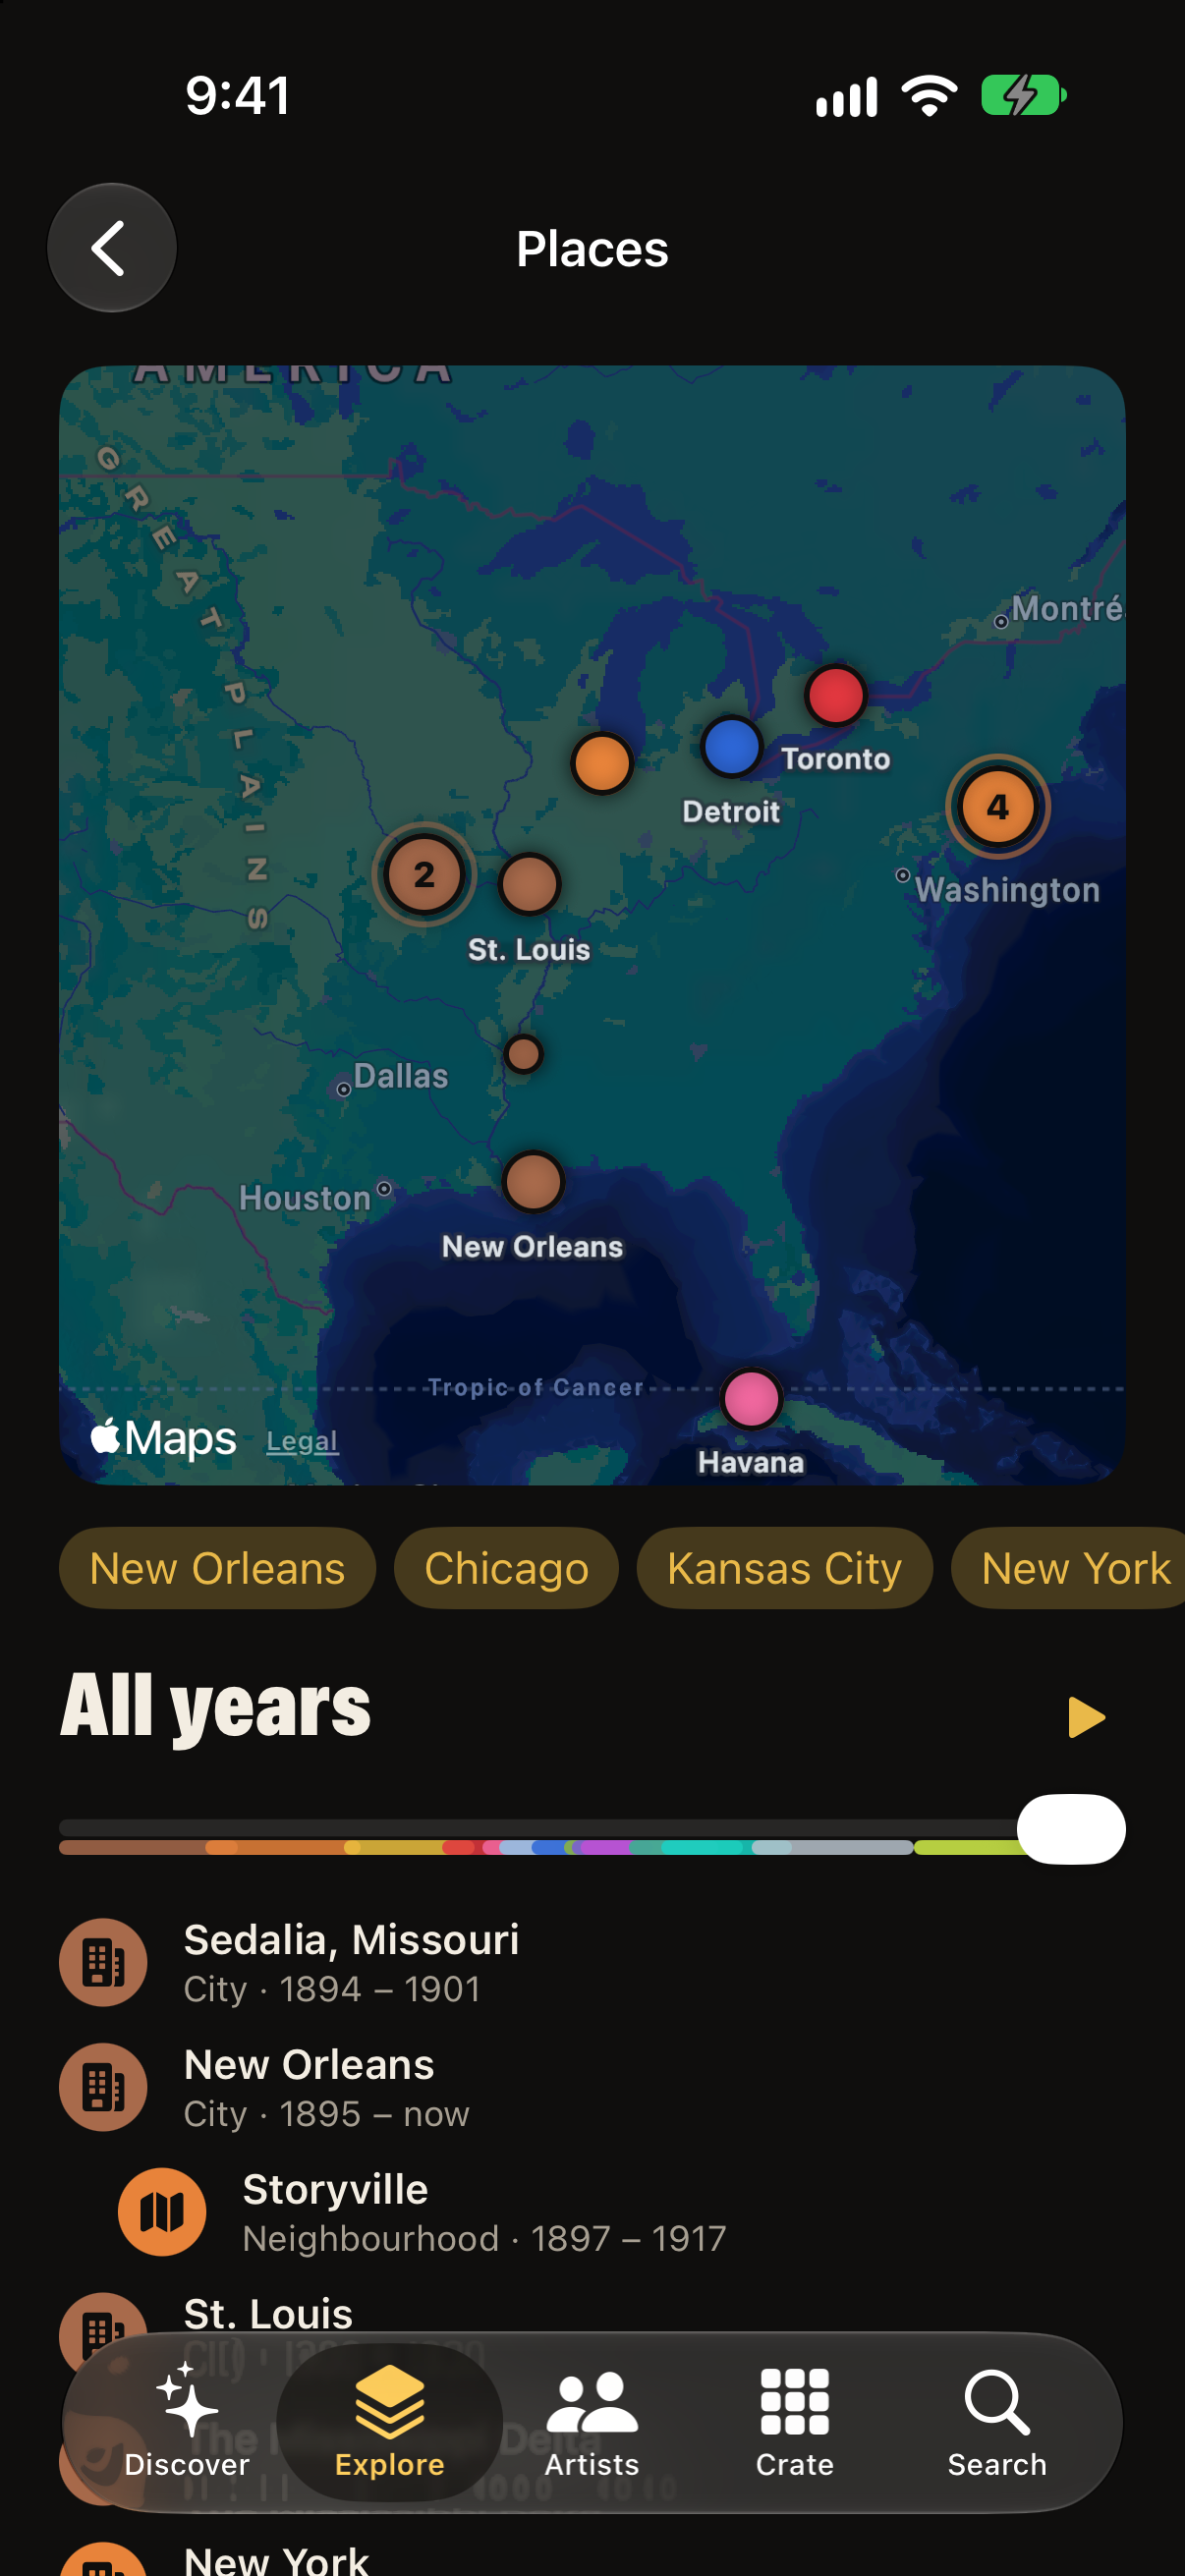 9:41
Places
AMERICA
GREAT PLAINS
Montré
Toronto
Detroit
4
2
Washington
St. Louis
Dallas
Houston
New Orleans
Tropic of Cancer
Maps Legal
Havana
New Orleans Chicago Kansas City New York
All years
Sedalia, Missouri
City · 1894 – 1901
New Orleans
City · 1895 – now
Storyville
Neighbourhood · 1897 – 1917
St. Louis
The Delta
Discover Explore Artists Crate Search
New York